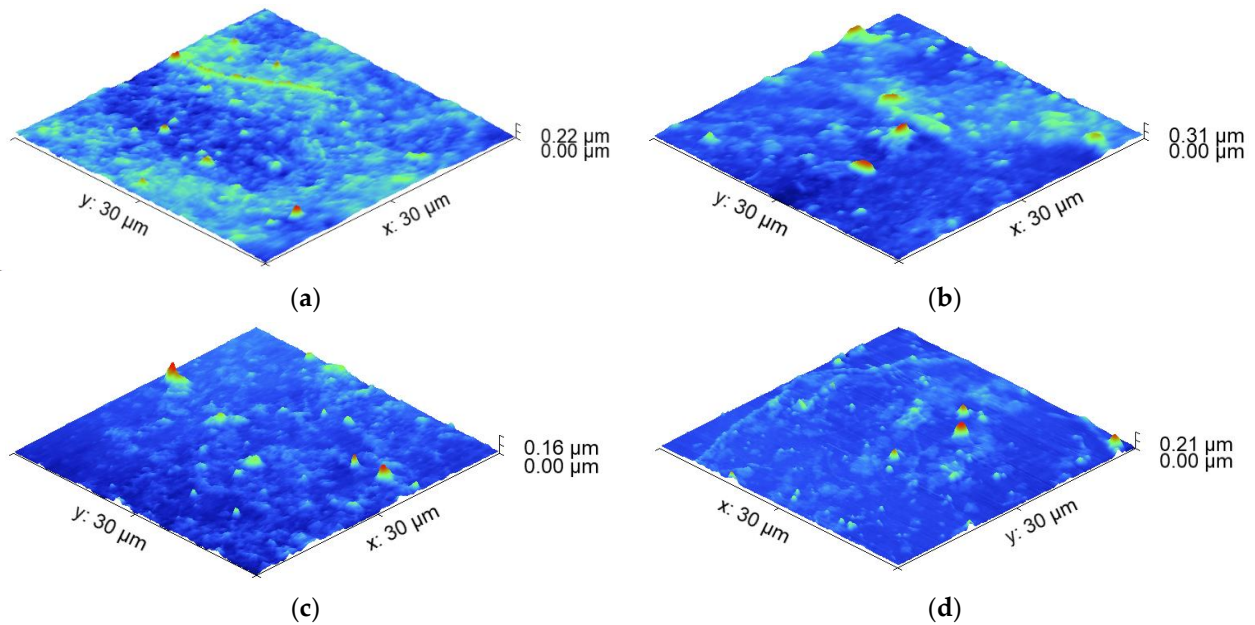 0.22 µm
0.00 µm
y: 30 µm
x: 30 µm
(a)
0.31 µm
0.00 µm
y: 30 µm
x: 30 µm
(b)
0.16 µm
0.00 µm
y: 30 µm
x: 30 µm
(c)
0.21 µm
0.00 µm
x: 30 µm
y: 30 µm
(d)